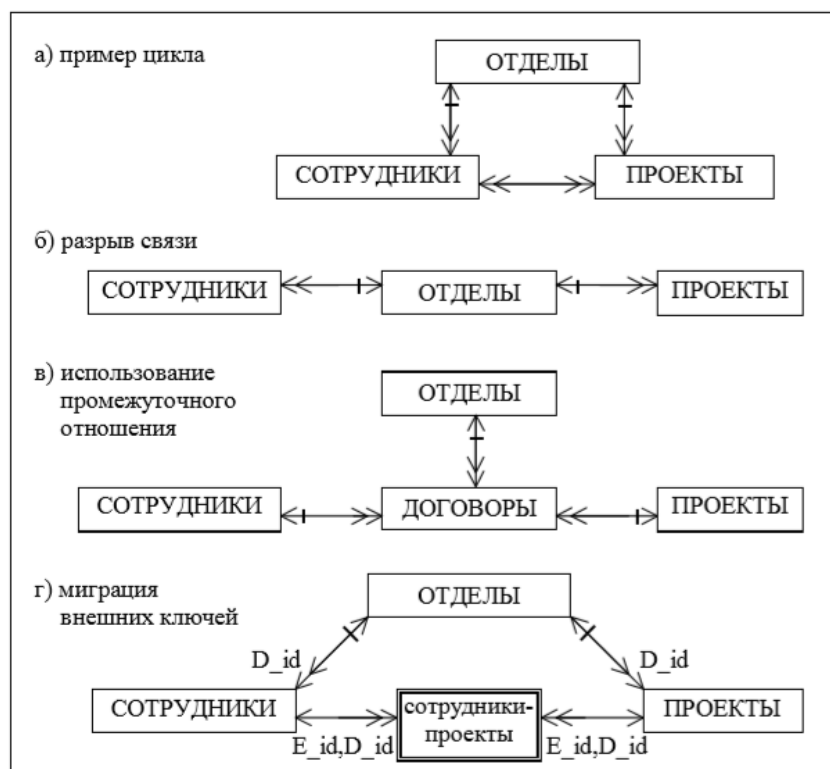 а) пример цикла
ОТДЕЛЫ
СОТРУДНИКИ
ПРОЕКТЫ
б) разрыв связи
СОТРУДНИКИ
ОТДЕЛЫ
ПРОЕКТЫ
в) использование
промежуточного
отношения
ОТДЕЛЫ
СОТРУДНИКИ
ДОГОВОРЫ
ПРОЕКТЫ
г) миграция
внешних ключей
ОТДЕЛЫ
D_id
D_id
СОТРУДНИКИ
сотрудники-
проекты
ПРОЕКТЫ
E_id,D_id
E_id,D_id